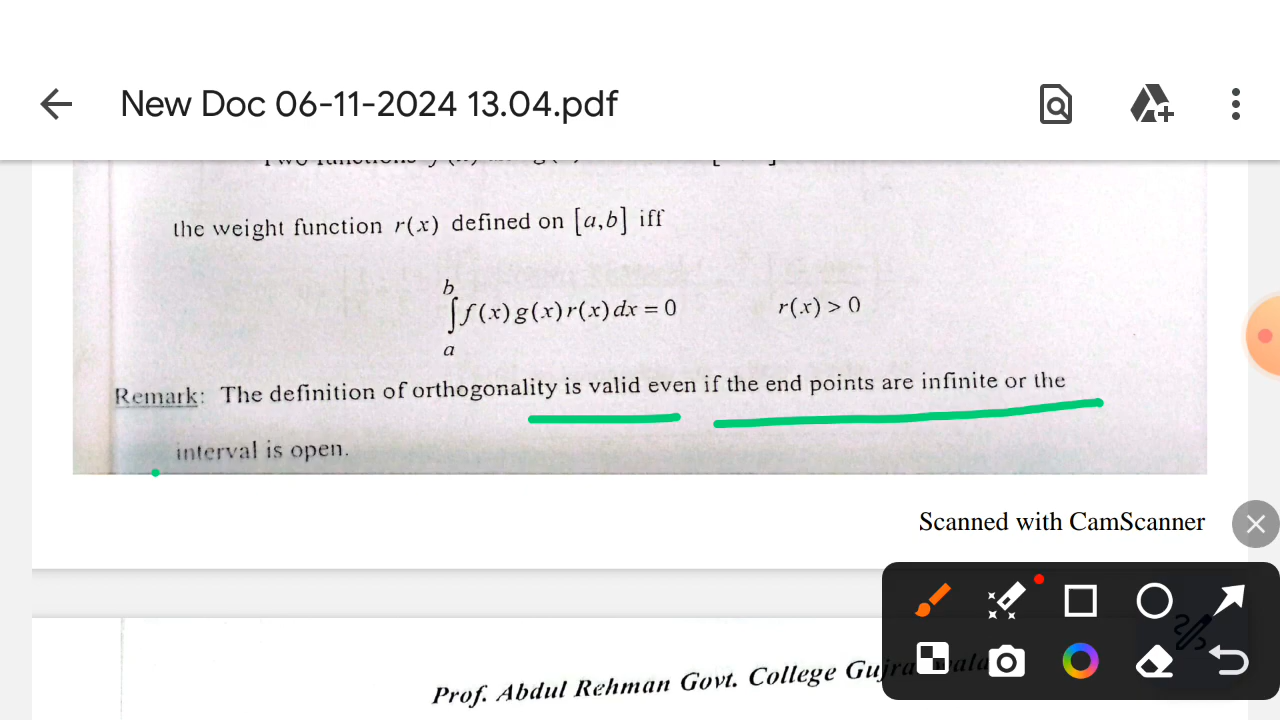 New Doc 06-11-2024 13.04.pdf
the weight function r(x) defined on [a,b] iff
b
∫f(x)g(x)r(x)dx = 0 r(x) > 0
a
Remark: The definition of orthogonality is valid even if the end points are infinite or the
interval is open.
Scanned with CamScanner
Prof. Abdul Rehman Govt. College